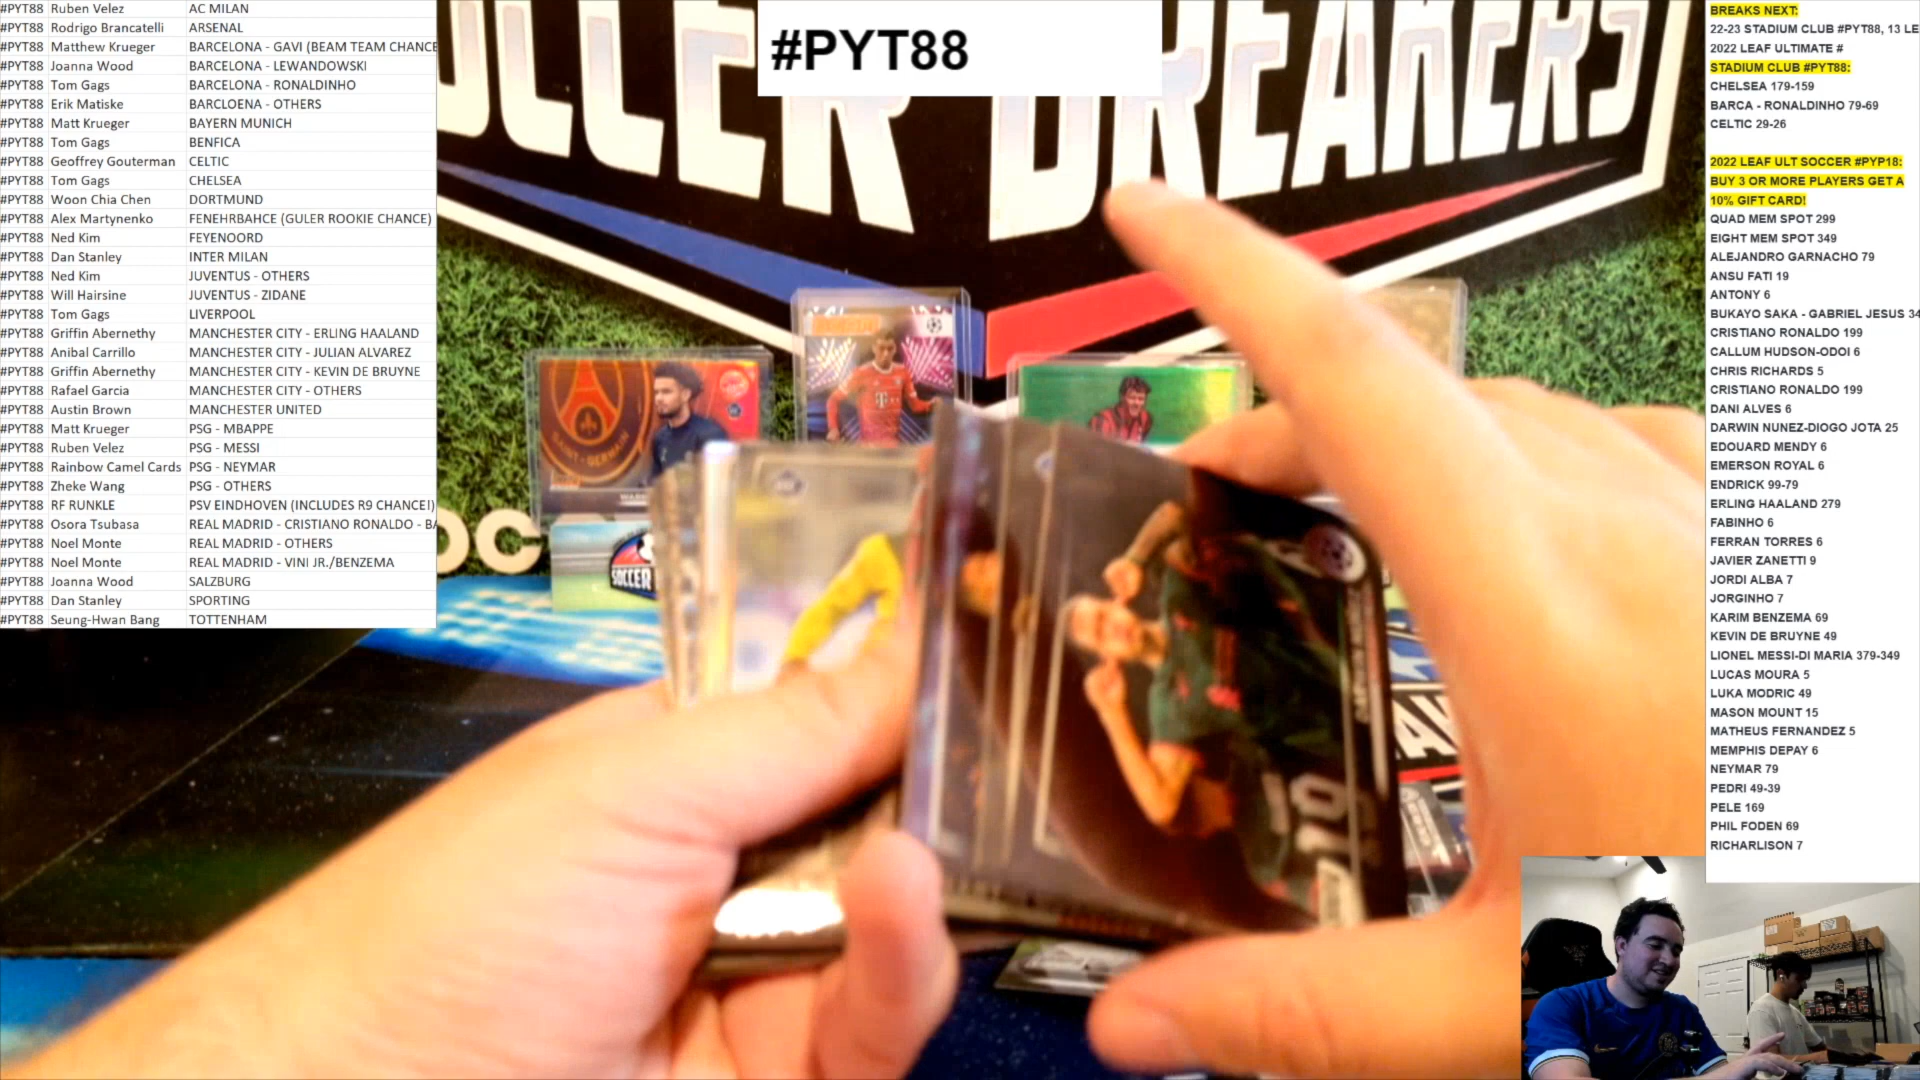 #PYT88 Ruben Velez AC MILAN
#PYT88 Rodrigo Brancatelli ARSENAL
#PYT88 Matthew Krueger BARCELONA - GAVI (BEAM TEAM CHANCE
#PYT88 Joanna Wood BARCELONA - LEWANDOWSKI
#PYT88 Tom Gags BARCELONA - RONALDINHO
#PYT88 Erik Matiske BARCLOENA - OTHERS
#PYT88 Matt Krueger BAYERN MUNICH
#PYT88 Tom Gags BENFICA
#PYT88 Geoffrey Gouterman CELTIC
#PYT88 Tom Gags CHELSEA
#PYT88 Woon Chia Chen DORTMUND
#PYT88 Alex Martynenko FENEHRBAHCE (GULER ROOKIE CHANCE)
#PYT88 Ned Kim FEYENOORD
#PYT88 Dan Stanley INTER MILAN
#PYT88 Ned Kim JUVENTUS - OTHERS
#PYT88 Will Hairsine JUVENTUS - ZIDANE
#PYT88 Tom Gags LIVERPOOL
#PYT88 Griffin Abernethy MANCHESTER CITY - ERLING HAALAND
#PYT88 Anibal Carrillo MANCHESTER CITY - JULIAN ALVAREZ
#PYT88 Griffin Abernethy MANCHESTER CITY - KEVIN DE BRUYNE
#PYT88 Rafael Garcia MANCHESTER CITY - OTHERS
#PYT88 Austin Brown MANCHESTER UNITED
#PYT88 Matt Krueger PSG - MBAPPE
#PYT88 Ruben Velez PSG - MESSI
#PYT88 Rainbow Camel Cards PSG - NEYMAR
#PYT88 Zheke Wang PSG - OTHERS
#PYT88 RF RUNKLE PSV EINDHOVEN (INCLUDES R9 CHANCE!)
#PYT88 Osora Tsubasa REAL MADRID - CRISTIANO RONALDO - BA
#PYT88 Noel Monte REAL MADRID - OTHERS
#PYT88 Noel Monte REAL MADRID - VINI JR./BENZEMA
#PYT88 Joanna Wood SALZBURG
#PYT88 Dan Stanley SPORTING
#PYT88 Seung-Hwan Bang TOTTENHAM
#PYT88
SOCCER BREAKERS
OC
SOCCER
BREAKS NEXT:
22-23 STADIUM CLUB #PYT88, 13 LE
2022 LEAF ULTIMATE #
STADIUM CLUB #PYT88:
CHELSEA 179-159
BARCA - RONALDINHO 79-69
CELTIC 29-26
2022 LEAF ULT SOCCER #PYP18:
BUY 3 OR MORE PLAYERS GET A
10% GIFT CARD!
QUAD MEM SPOT 299
EIGHT MEM SPOT 349
ALEJANDRO GARNACHO 79
ANSU FATI 19
ANTONY 6
BUKAYO SAKA - GABRIEL JESUS 34
CRISTIANO RONALDO 199
CALLUM HUDSON-ODOI 6
CHRIS RICHARDS 5
CRISTIANO RONALDO 199
DANI ALVES 6
DARWIN NUNEZ-DIOGO JOTA 25
EDOUARD MENDY 6
EMERSON ROYAL 6
ENDRICK 99-79
ERLING HAALAND 279
FABINHO 6
FERRAN TORRES 6
JAVIER ZANETTI 9
JORDI ALBA 7
JORGINHO 7
KARIM BENZEMA 69
KEVIN DE BRUYNE 49
LIONEL MESSI-DI MARIA 379-349
LUCAS MOURA 5
LUKA MODRIC 49
MASON MOUNT 15
MATHEUS FERNANDEZ 5
MEMPHIS DEPAY 6
NEYMAR 79
PEDRI 49-39
PELE 169
PHIL FODEN 69
RICHARLISON 7